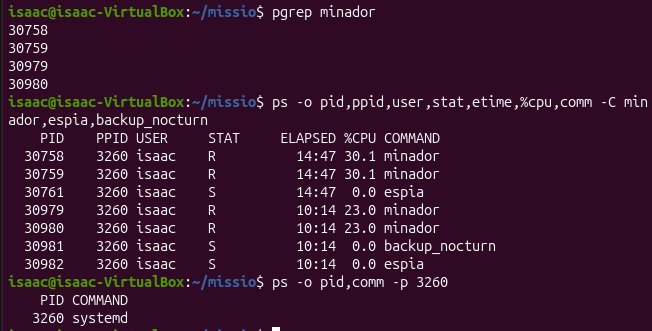 isaac@isaac-VirtualBox:~/missio$ pgrep minador
30758
30759
30979
30980
isaac@isaac-VirtualBox:~/missio$ ps -o pid,ppid,user,stat,etime,%cpu,comm -C min
ador,espia,backup_nocturn
    PID    PPID USER     STAT     ELAPSED %CPU COMMAND
  30758    3260 isaac    R          14:47 30.1 minador
  30759    3260 isaac    R          14:47 30.1 minador
  30761    3260 isaac    S          14:47  0.0 espia
  30979    3260 isaac    R          10:14 23.0 minador
  30980    3260 isaac    R          10:14 23.0 minador
  30981    3260 isaac    S          10:14  0.0 backup_nocturn
  30982    3260 isaac    S          10:14  0.0 espia
isaac@isaac-VirtualBox:~/missio$ ps -o pid,comm -p 3260
    PID COMMAND
   3260 systemd
isaac@isaac-VirtualBox:~/missio$